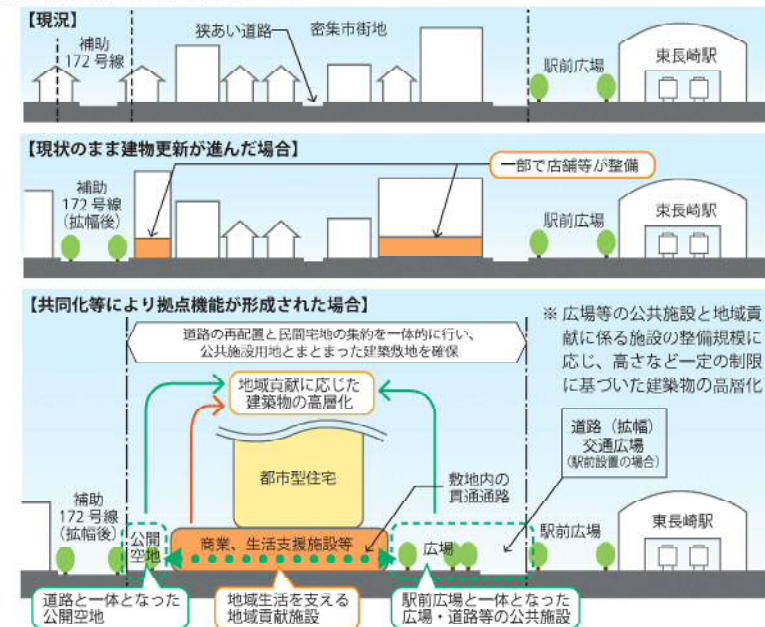 【現況】
補助
172 号線
狭あい道路
密集市街地
駅前広場
東長崎駅
【現状のまま建物更新が進んだ場合】
補助
172 号線
(拡幅後)
一部で店舗等が整備
駅前広場
東長崎駅
【共同化等により拠点機能が形成された場合】
道路の再配置と民間宅地の集約を一体的に行い、
公共施設用地とまとまった建築敷地を確保
※ 広場等の公共施設と地域貢
献に係る施設の整備規模に
応じ、高さなど一定の制限
に基づいた建築物の高層化
地域貢献に応じた
建築物の高層化
道路（拡幅）
交通広場
(駅前設置の場合)
都市型住宅
敷地内の
貫通通路
補助
172 号線
(拡幅後)
公開
空地
商業、生活支援施設等
広場
駅前広場
東長崎駅
道路と一体となった
公開空地
地域生活を支える
地域貢献施設
駅前広場と一体となった
広場・道路等の公共施設